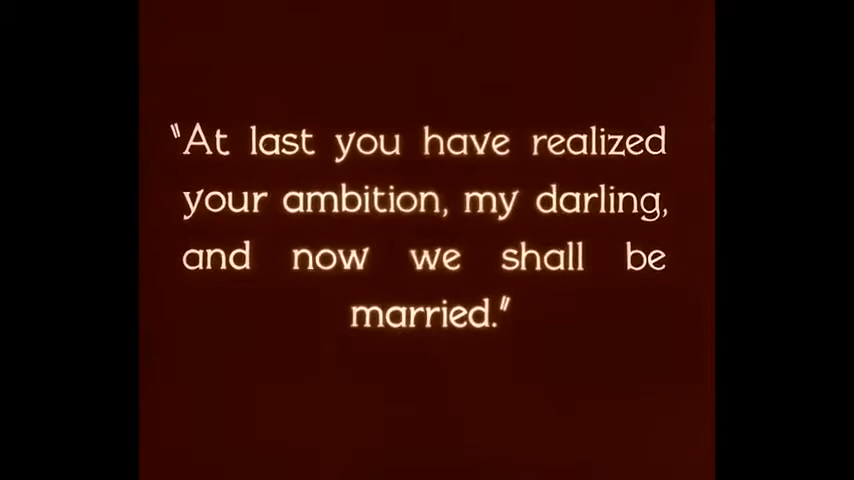 "At last you have realized
your ambition, my darling,
and now we shall be
married."